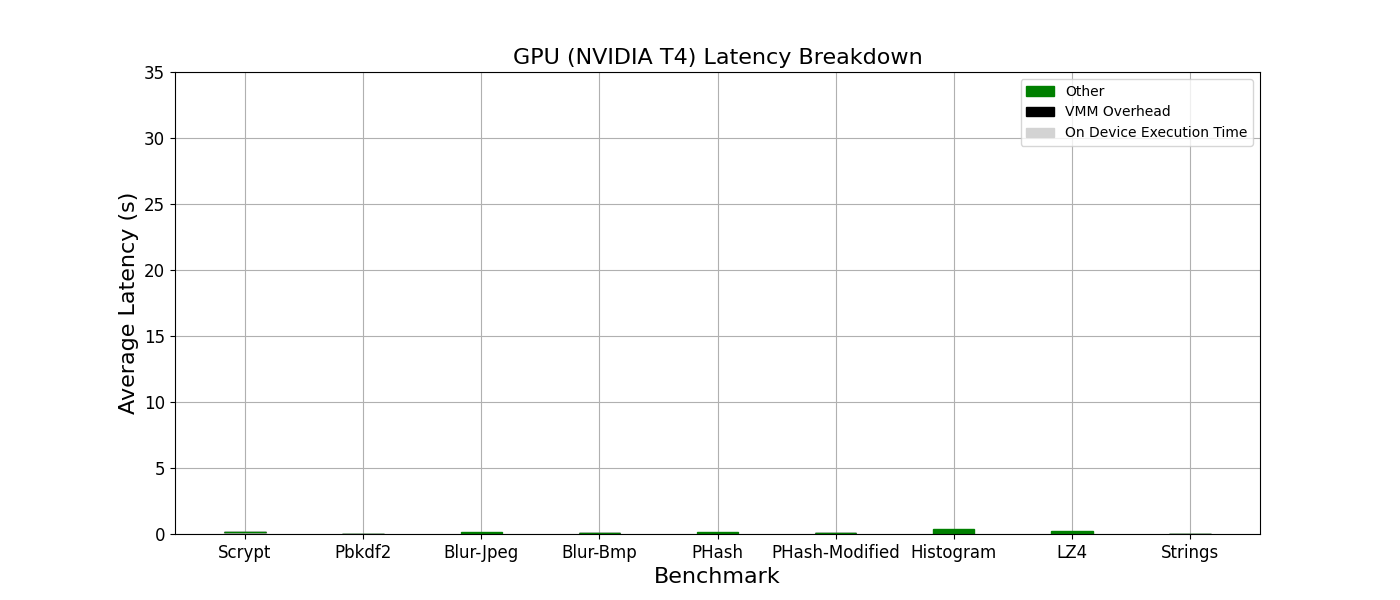 GPU (NVIDIA T4) Latency Breakdown
Other
VMM Overhead
On Device Execution Time
Average Latency (s)
35
30
25
20
15
10
5
0
Scrypt Pbkdf2 Blur-Jpeg Blur-Bmp PHash PHash-Modified Histogram LZ4 Strings
Benchmark